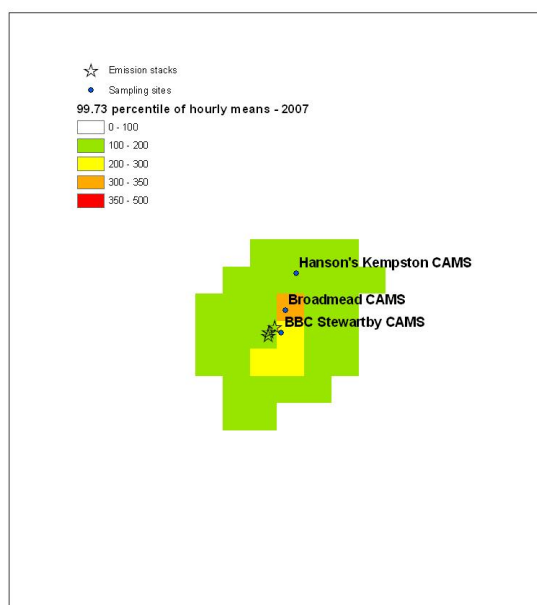 Emission stacks
Sampling sites
99.73 percentile of hourly means - 2007
0 - 100
100 - 200
200 - 300
300 - 350
350 - 500
Hanson's Kempston CAMS
Broadmead CAMS
BBC Stewartby CAMS